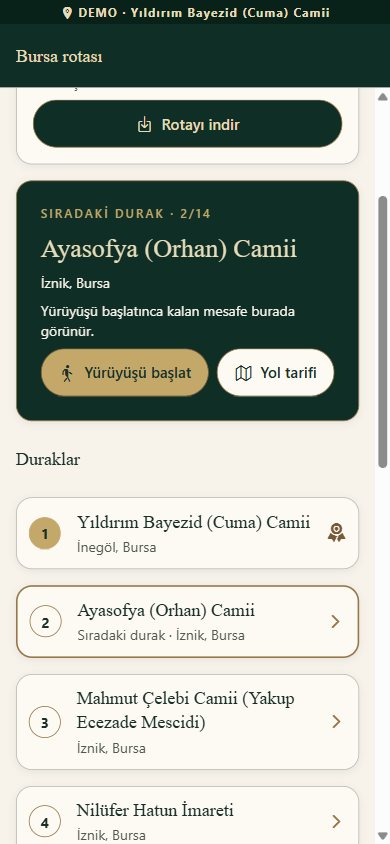 DEMO · Yıldırım Bayezid (Cuma) Camii
Bursa rotası
Rotayı indir
SIRADAKİ DURAK · 2/14
Ayasofya (Orhan) Camii
İznik, Bursa
Yürüyüşü başlatınca kalan mesafe burada
görünür.
Yürüyüşü başlat
Yol tarifi
Duraklar
1
Yıldırım Bayezid (Cuma) Camii
İnegöl, Bursa
2
Ayasofya (Orhan) Camii
Sıradaki durak · İznik, Bursa
3
Mahmut Çelebi Camii (Yakup
Ecezade Mescidi)
İznik, Bursa
4
Nilüfer Hatun İmareti
İznik, Bursa